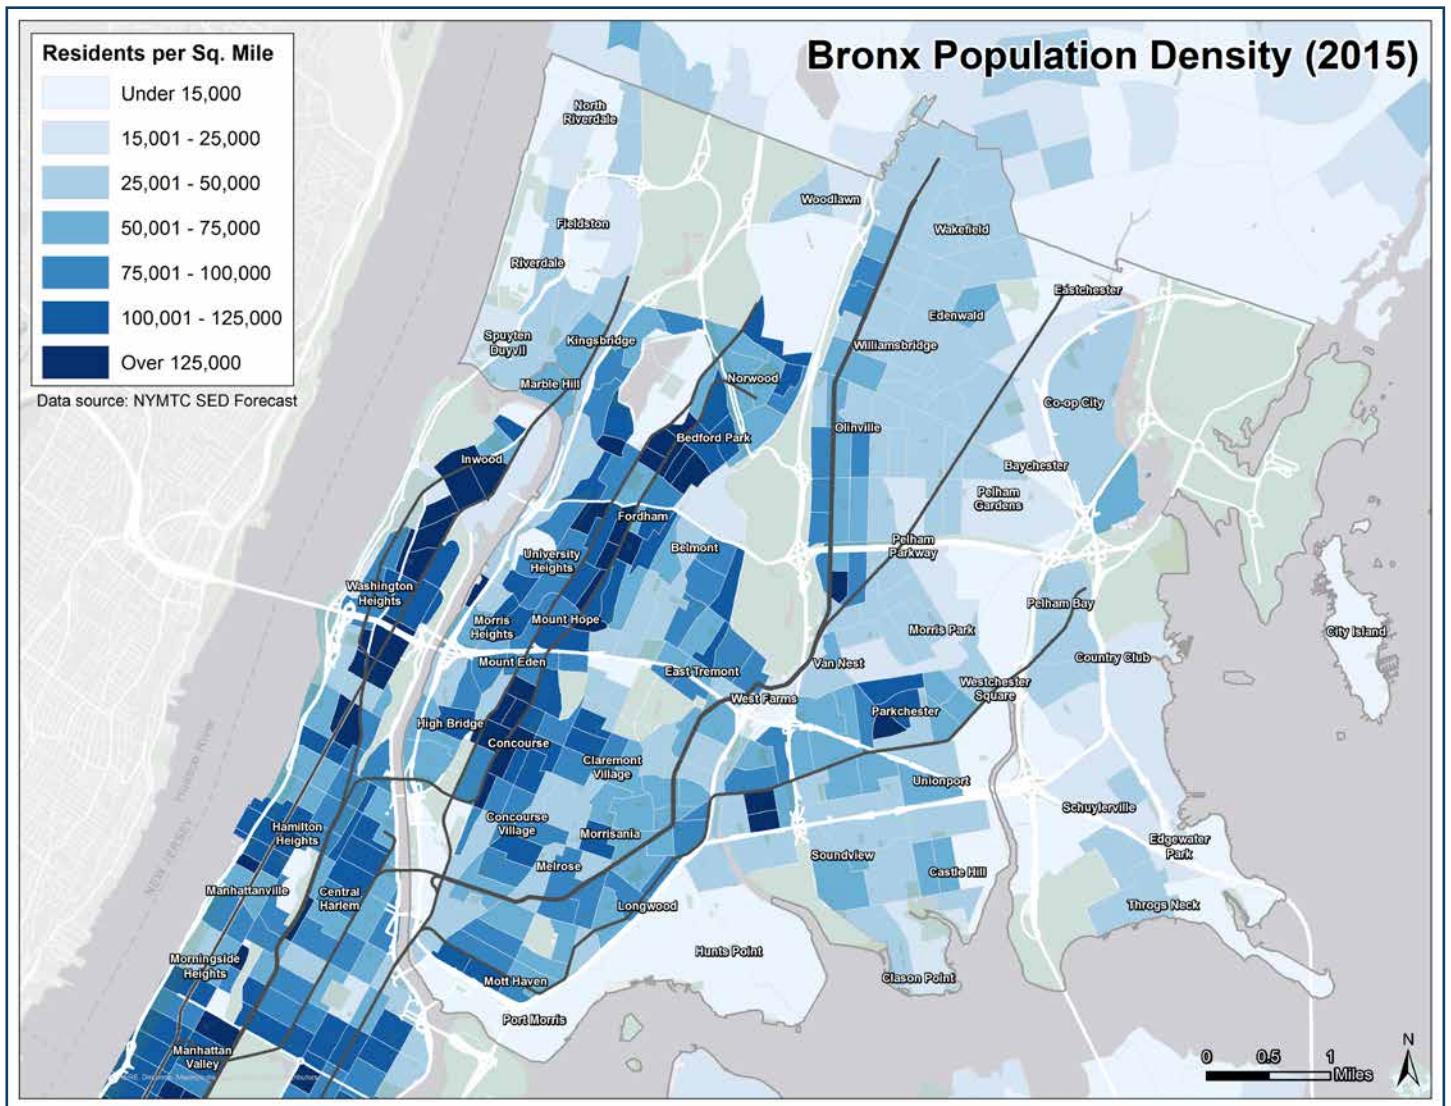 Bronx Population Density (2015)
Residents per Sq. Mile
Under 15,000
15,001 - 25,000
25,001 - 50,000
50,001 - 75,000
75,001 - 100,000
100,001 - 125,000
Over 125,000
Data source: NYMTC SED Forecast
North
Riverdale
Woodlawn
Fieldston
Wakefield
Riverdale
Eastchester
Edenwald
Spuyten
Duyvil
Kingsbridge
Williamsbridge
Marble Hill
Norwood
Co-op City
Olinville
Bedford Park
Inwood
Baychester
Pelham
Gardens
Fordham
Belmont
Pelham
Parkway
University
Heights
Washington
Heights
Pelham Bay
Morris
Heights
Mount Hope
Morris Park
City Island
Mount Eden
Van Nest
Country Club
East Tremont
Westchester
Square
West Farms
Parkchester
High Bridge
Concourse
Claremont
Village
Unionport
Hudson River
Schuylerville
Concourse
Village
Hamilton
Heights
Morrisania
Edgewater
Park
Soundview
Melrose
Castle Hill
NEW JERSEY
Manhattanville
Central
Harlem
Longwood
Throgs Neck
Hunts Point
Morningside
Heights
Mott Haven
Clason Point
Port Morris
Manhattan
Valley
N
0 0.5 1
Miles